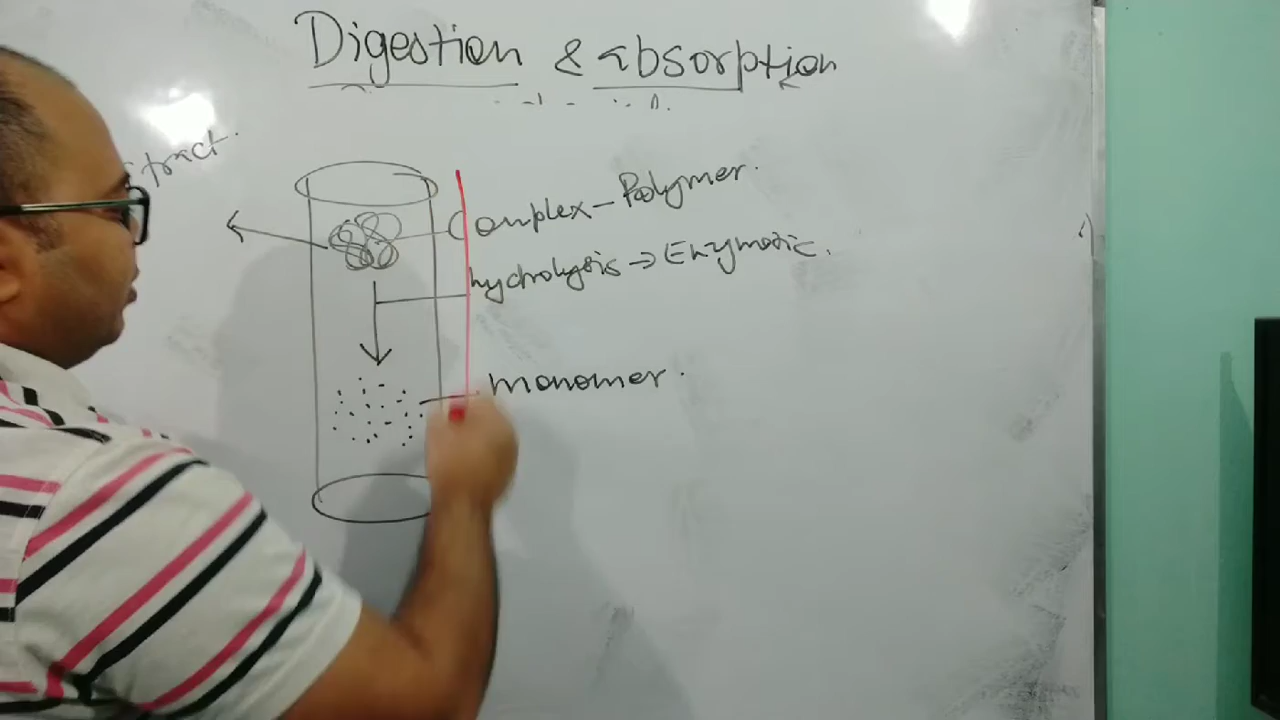 Digestion & absorption
tract.
Complex - Polymer.
hydrolysis → Enzymatic.
monomer.